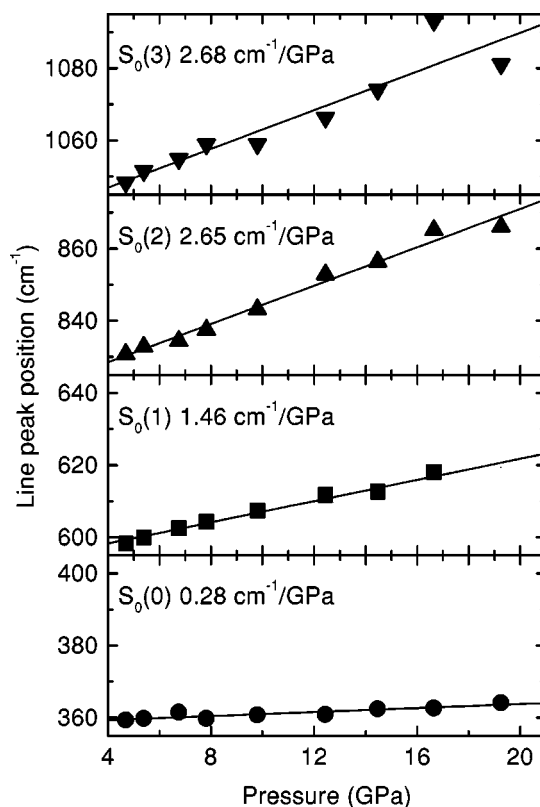 S₀(3) 2.68 cm⁻¹/GPa
1080
1060
S₀(2) 2.65 cm⁻¹/GPa
860
840
Line peak position (cm⁻¹)
640
S₀(1) 1.46 cm⁻¹/GPa
620
600
400
S₀(0) 0.28 cm⁻¹/GPa
380
360
4 8 12 16 20
Pressure (GPa)